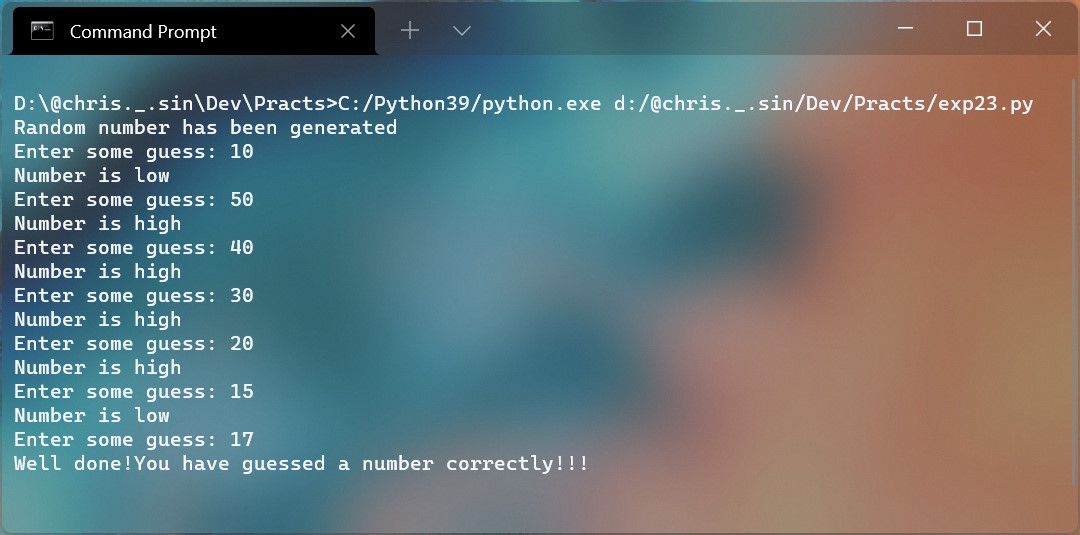 Command Prompt
D:\@chris._.sin\Dev\Practs>C:/Python39/python.exe d:/@chris._.sin/Dev/Practs/exp23.py
Random number has been generated
Enter some guess: 10
Number is low
Enter some guess: 50
Number is high
Enter some guess: 40
Number is high
Enter some guess: 30
Number is high
Enter some guess: 20
Number is high
Enter some guess: 15
Number is low
Enter some guess: 17
Well done!You have guessed a number correctly!!!